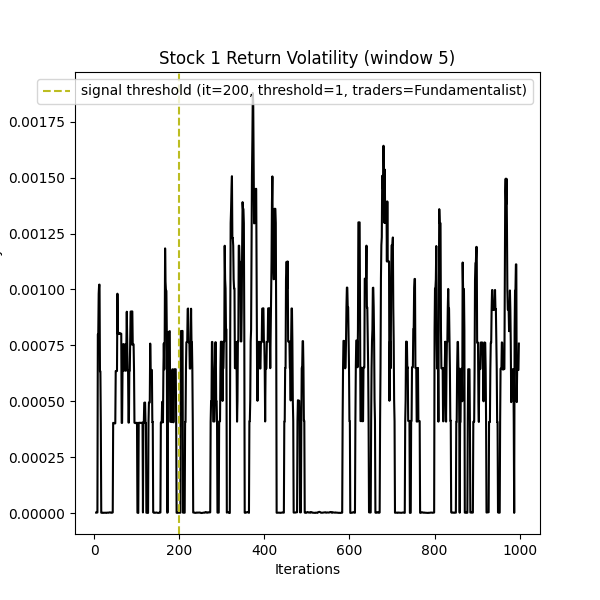 Stock 1 Return Volatility (window 5)
signal threshold (it=200, threshold=1, traders=Fundamentalist)
0.00175
0.00150
0.00125
0.00100
0.00075
0.00050
0.00025
0.00000
0 200 400 600 800 1000
Iterations